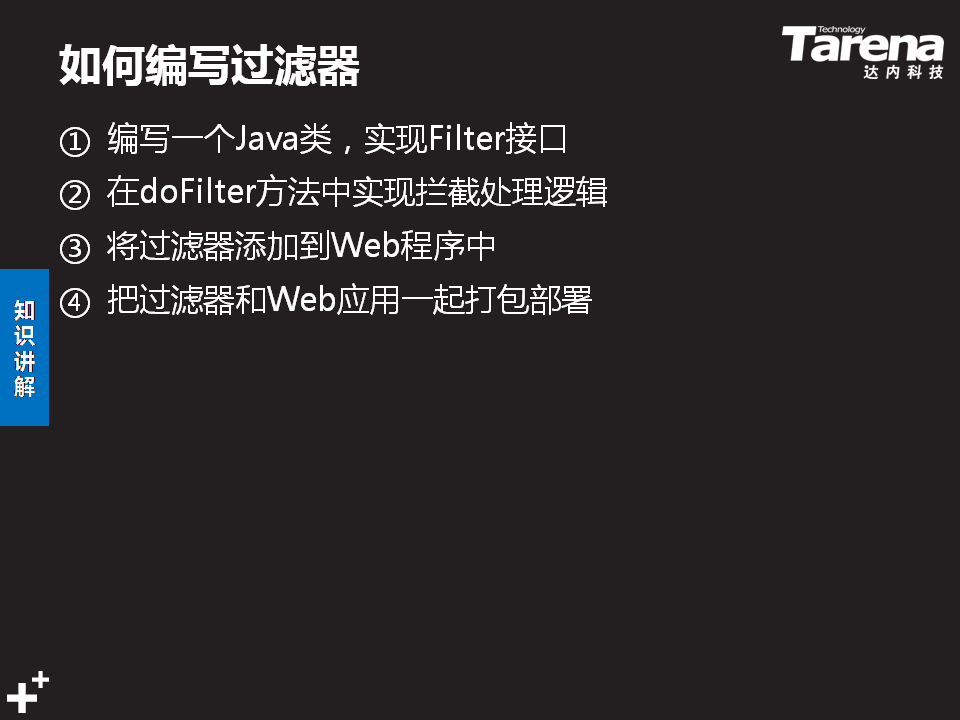 如何编写过滤器
Technology
Tarena
达内科技
① 编写一个Java类，实现Filter接口
② 在doFilter方法中实现拦截处理逻辑
③ 将过滤器添加到Web程序中
④ 把过滤器和Web应用一起打包部署
知识讲解